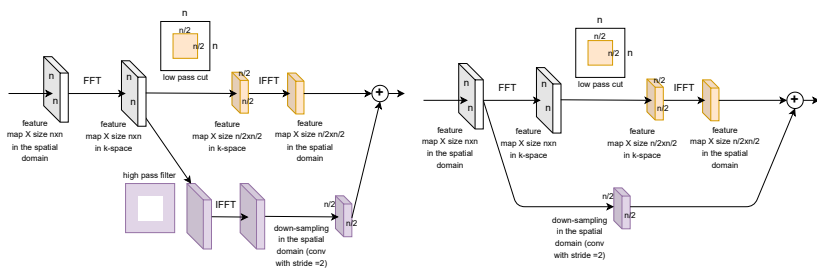 n
n/2
n/2
n
low pass cut
n
n
FFT
n
n
n/2
n/2
IFFT
+
feature
map X size nxn
in the spatial
domain
feature
map X size nxn
in k-space
feature
map X size n/2xn/2
in k-space
feature
map X size n/2xn/2
in the spatial
domain
high pass filter
IFFT
n/2
n/2
down-sampling
in the spatial
domain (conv
with stride =2)
n
n/2
n/2
n
low pass cut
n
n
FFT
n
n
n/2
n/2
IFFT
+
feature
map X size nxn
in the spatial
domain
feature
map X size nxn
in k-space
feature
map X size n/2xn/2
in k-space
feature
map X size n/2xn/2
in the spatial
domain
n/2
n/2
down-sampling
in the spatial
domain (conv
with stride =2)